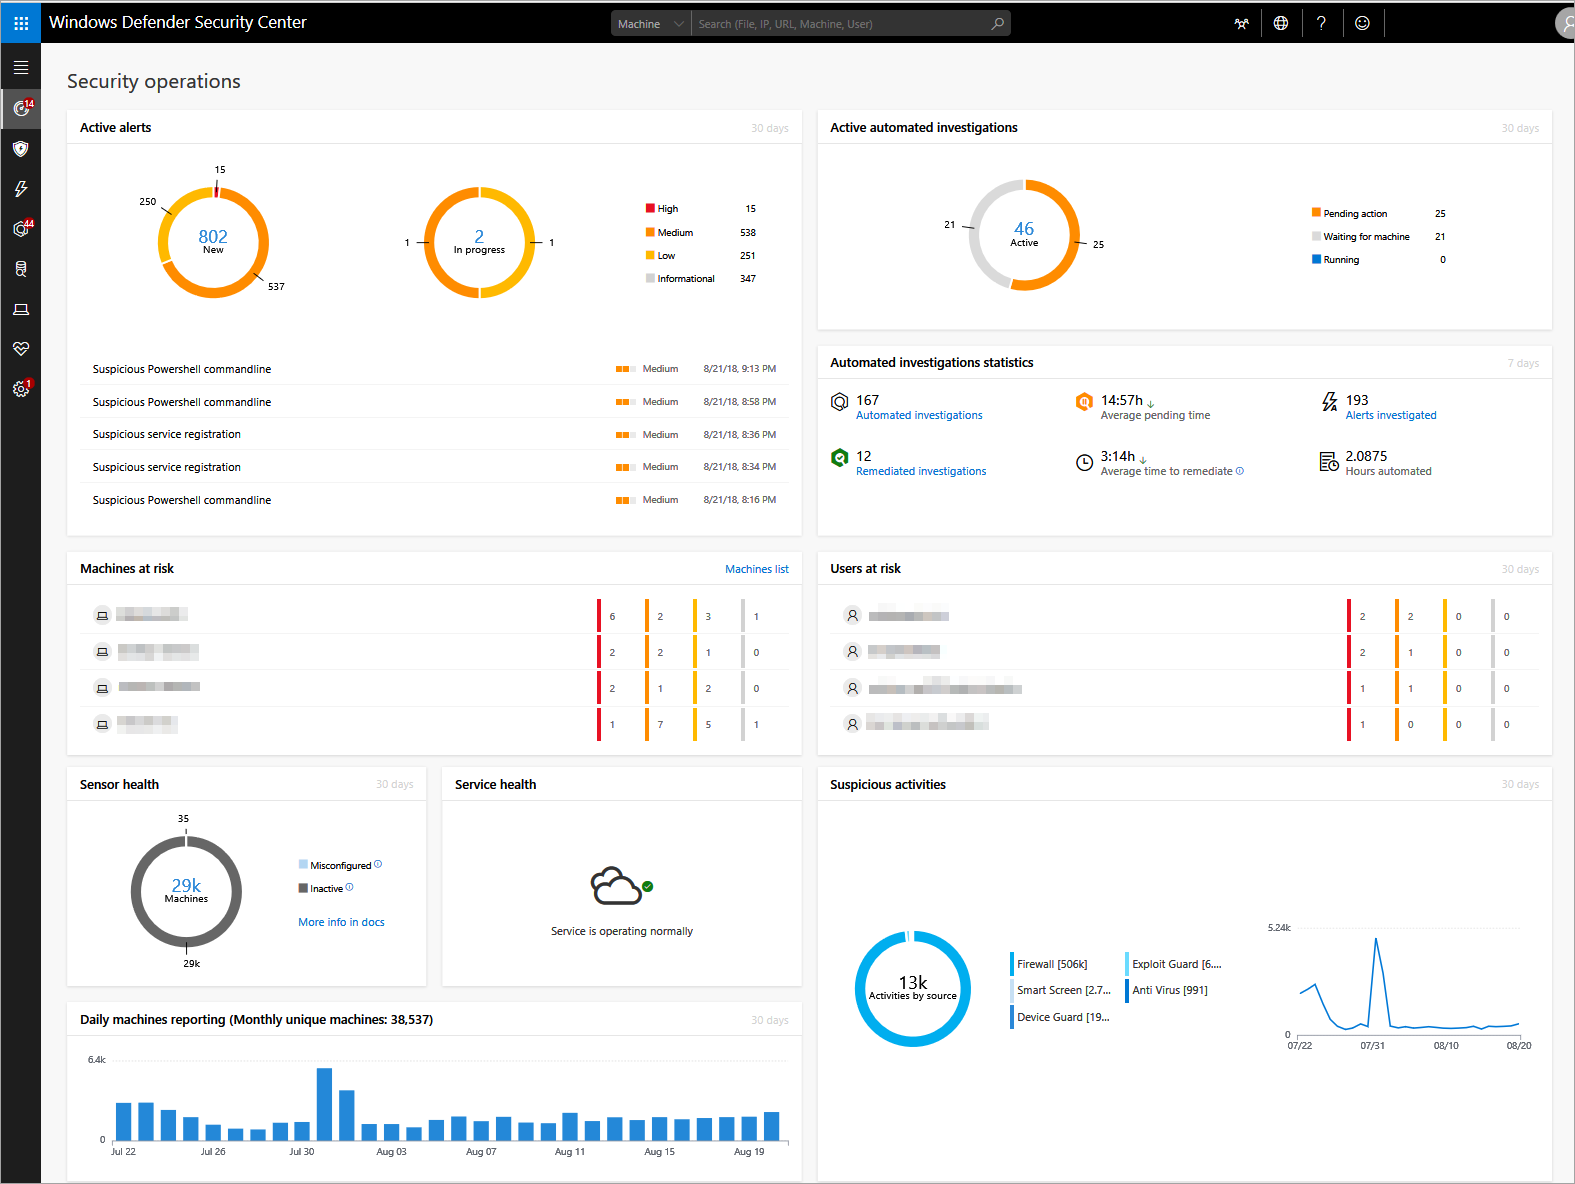 Windows Defender Security Center
Machine
Search (File, IP, URL, Machine, User)
?
14
44
1
Security operations
Active alerts
30 days
15
250
802
New
537
1
2
In progress
1
High 15
Medium 538
Low 251
Informational 347
Suspicious Powershell commandline Medium 8/21/18, 9:13 PM
Suspicious Powershell commandline Medium 8/21/18, 8:58 PM
Suspicious service registration Medium 8/21/18, 8:36 PM
Suspicious service registration Medium 8/21/18, 8:34 PM
Suspicious Powershell commandline Medium 8/21/18, 8:16 PM
Active automated investigations
30 days
21
46
Active
25
Pending action 25
Waiting for machine 21
Running 0
Automated investigations statistics
7 days
167
Automated investigations
14:57h ↓
Average pending time
193
Alerts investigated
12
Remediated investigations
3:14h ↓
Average time to remediate
2.0875
Hours automated
Machines at risk
Machines list
6 2 3 1
2 2 1 0
2 1 2 0
1 7 5 1
Users at risk
30 days
2 2 0 0
2 1 0 0
1 1 0 0
1 0 0 0
Sensor health
30 days
35
29k
Machines
29k
Misconfigured
Inactive
More info in docs
Service health
Service is operating normally
Suspicious activities
30 days
13k
Activities by source
Firewall [506k]
Exploit Guard [6....
Smart Screen [2.7...
Anti Virus [991]
Device Guard [19...
5.24k
0
07/22 07/31 08/10 08/20
Daily machines reporting (Monthly unique machines: 38,537)
30 days
6.4k
0
Jul 22 Jul 26 Jul 30 Aug 03 Aug 07 Aug 11 Aug 15 Aug 19